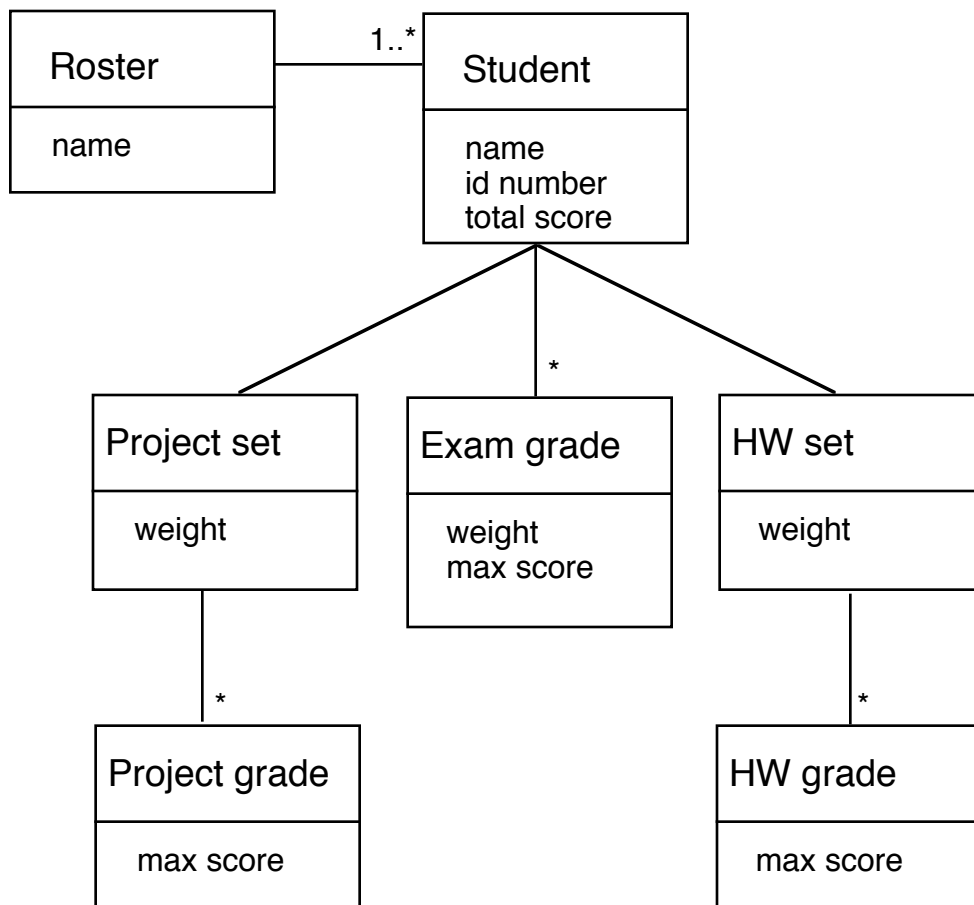 Roster
name
1..*
Student
name
id number
total score
Project set
weight
*
Exam grade
weight
max score
HW set
weight
*
Project grade
max score
*
HW grade
max score